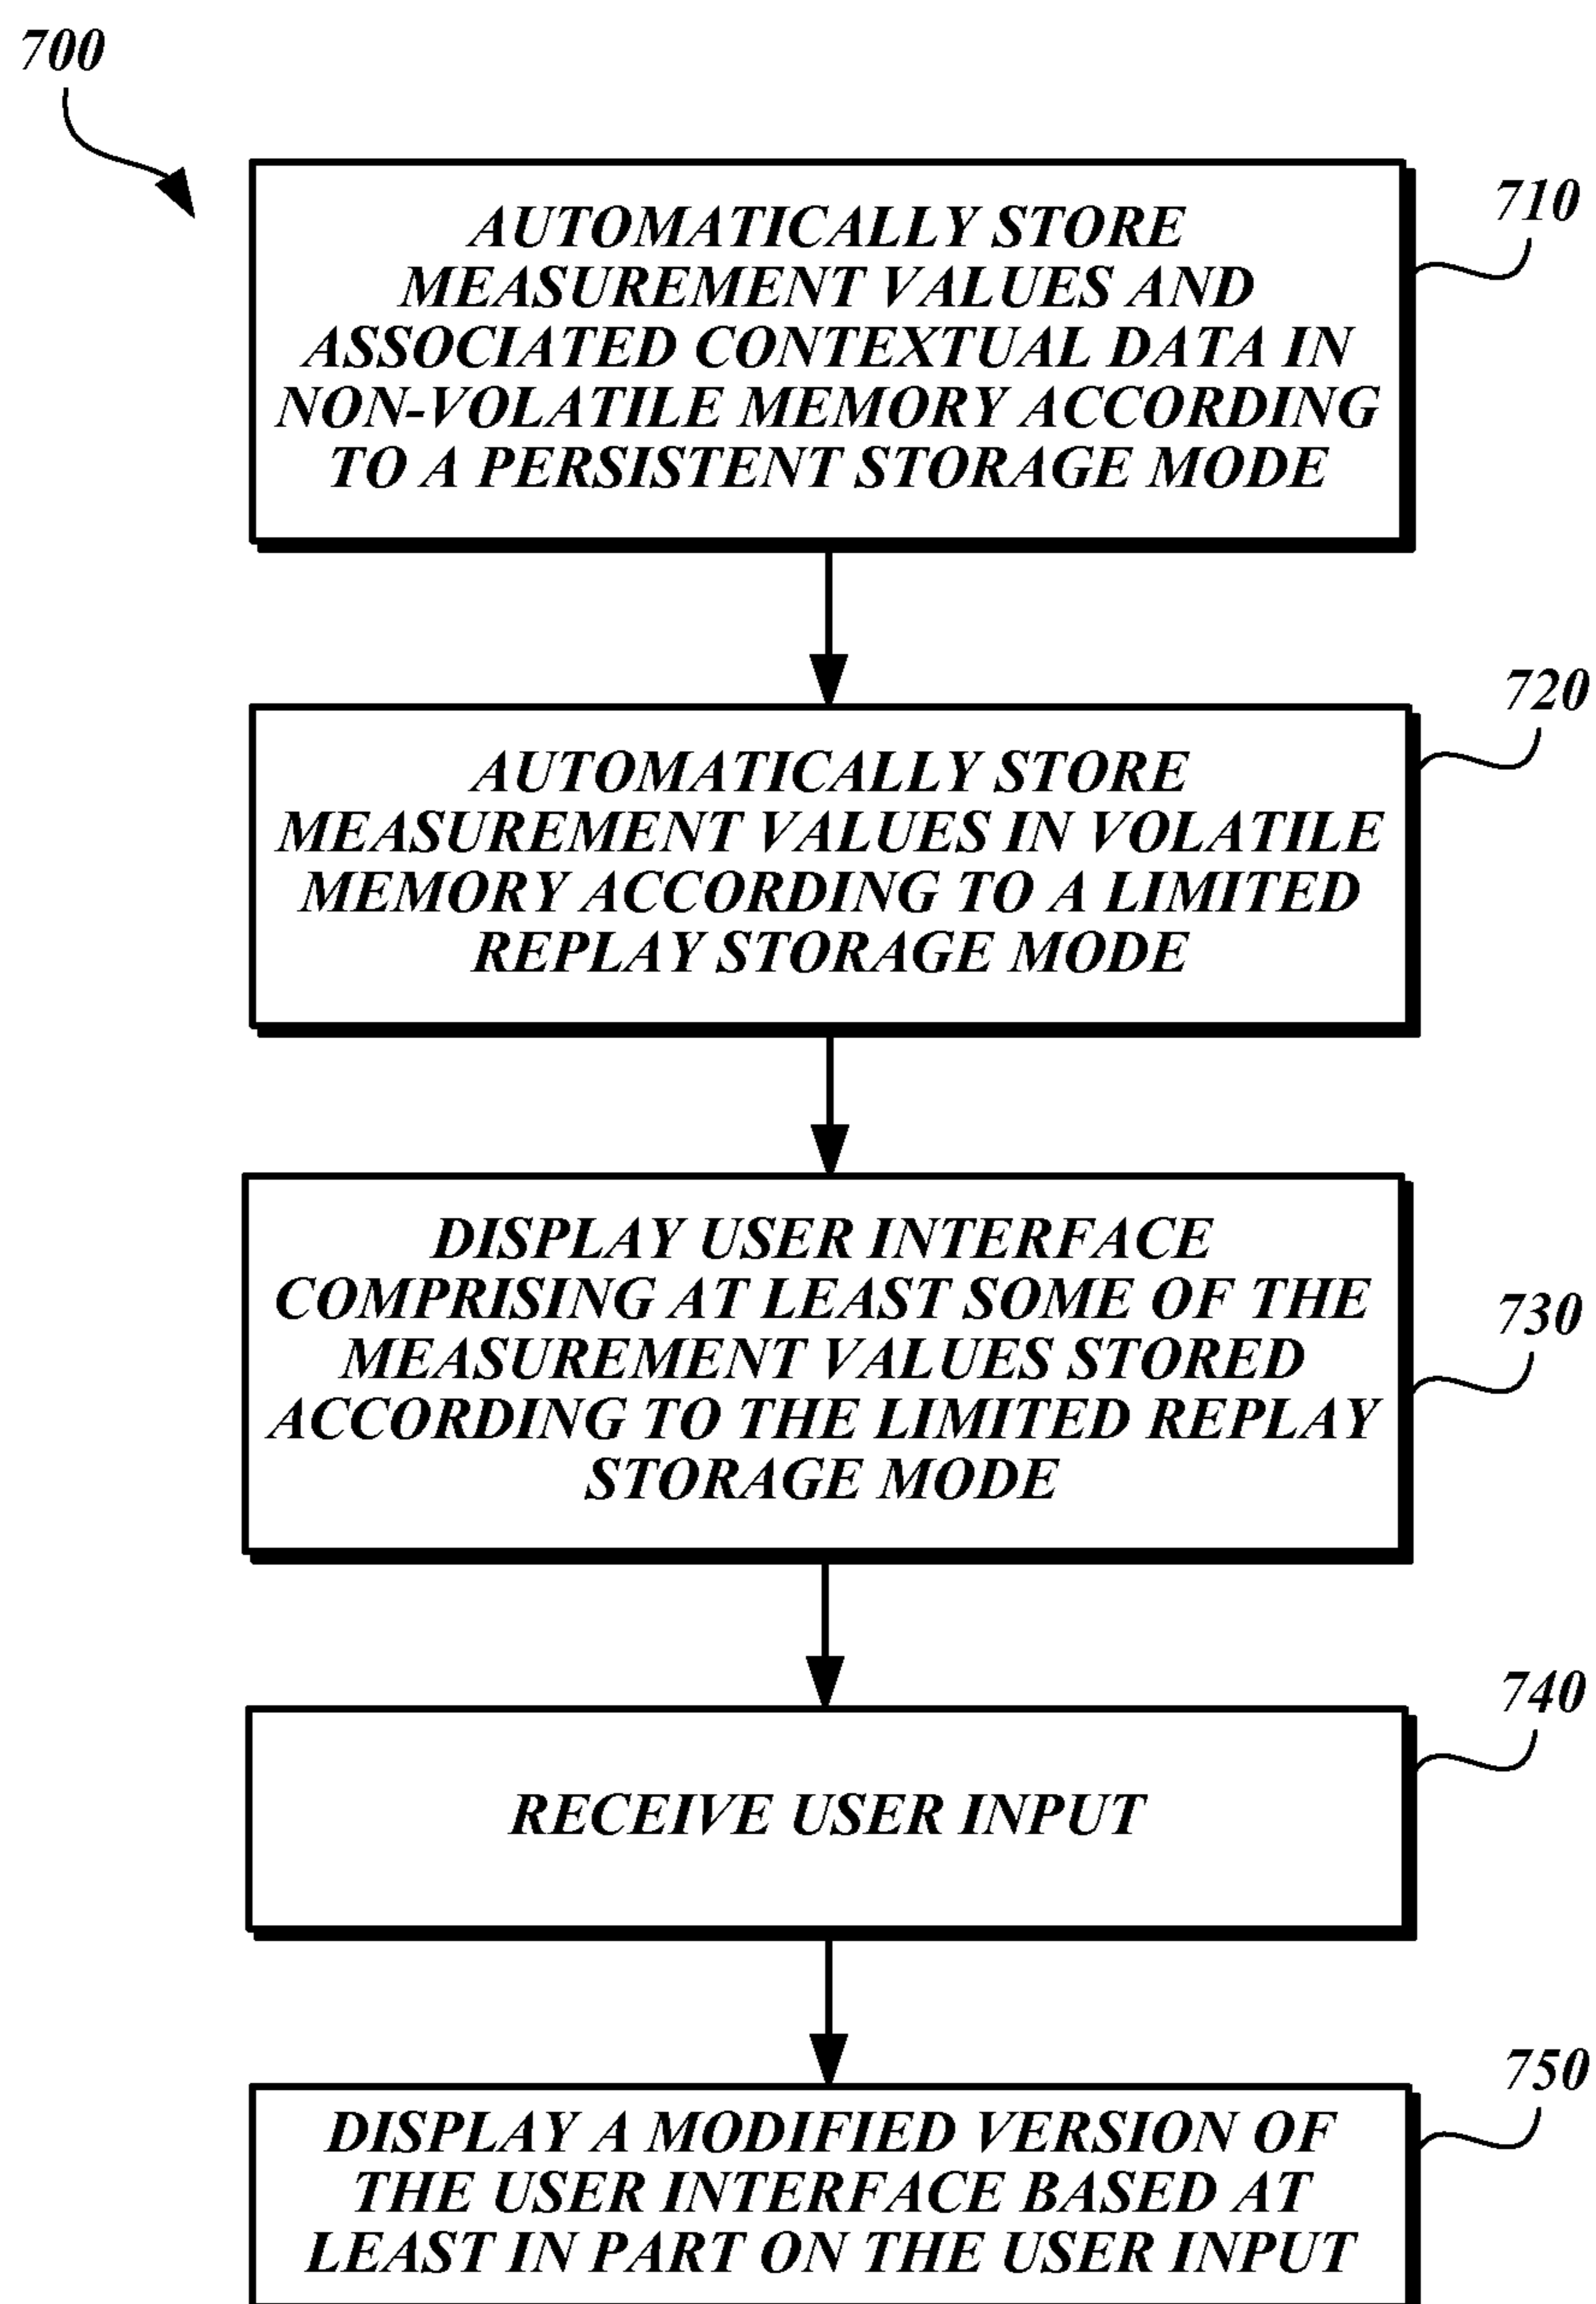 700
710
AUTOMATICALLY STORE
MEASUREMENT VALUES AND
ASSOCIATED CONTEXTUAL DATA IN
NON-VOLATILE MEMORY ACCORDING
TO A PERSISTENT STORAGE MODE
720
AUTOMATICALLY STORE
MEASUREMENT VALUES IN VOLATILE
MEMORY ACCORDING TO A LIMITED
REPLAY STORAGE MODE
730
DISPLAY USER INTERFACE
COMPRISING AT LEAST SOME OF THE
MEASUREMENT VALUES STORED
ACCORDING TO THE LIMITED REPLAY
STORAGE MODE
740
RECEIVE USER INPUT
750
DISPLAY A MODIFIED VERSION OF
THE USER INTERFACE BASED AT
LEAST IN PART ON THE USER INPUT